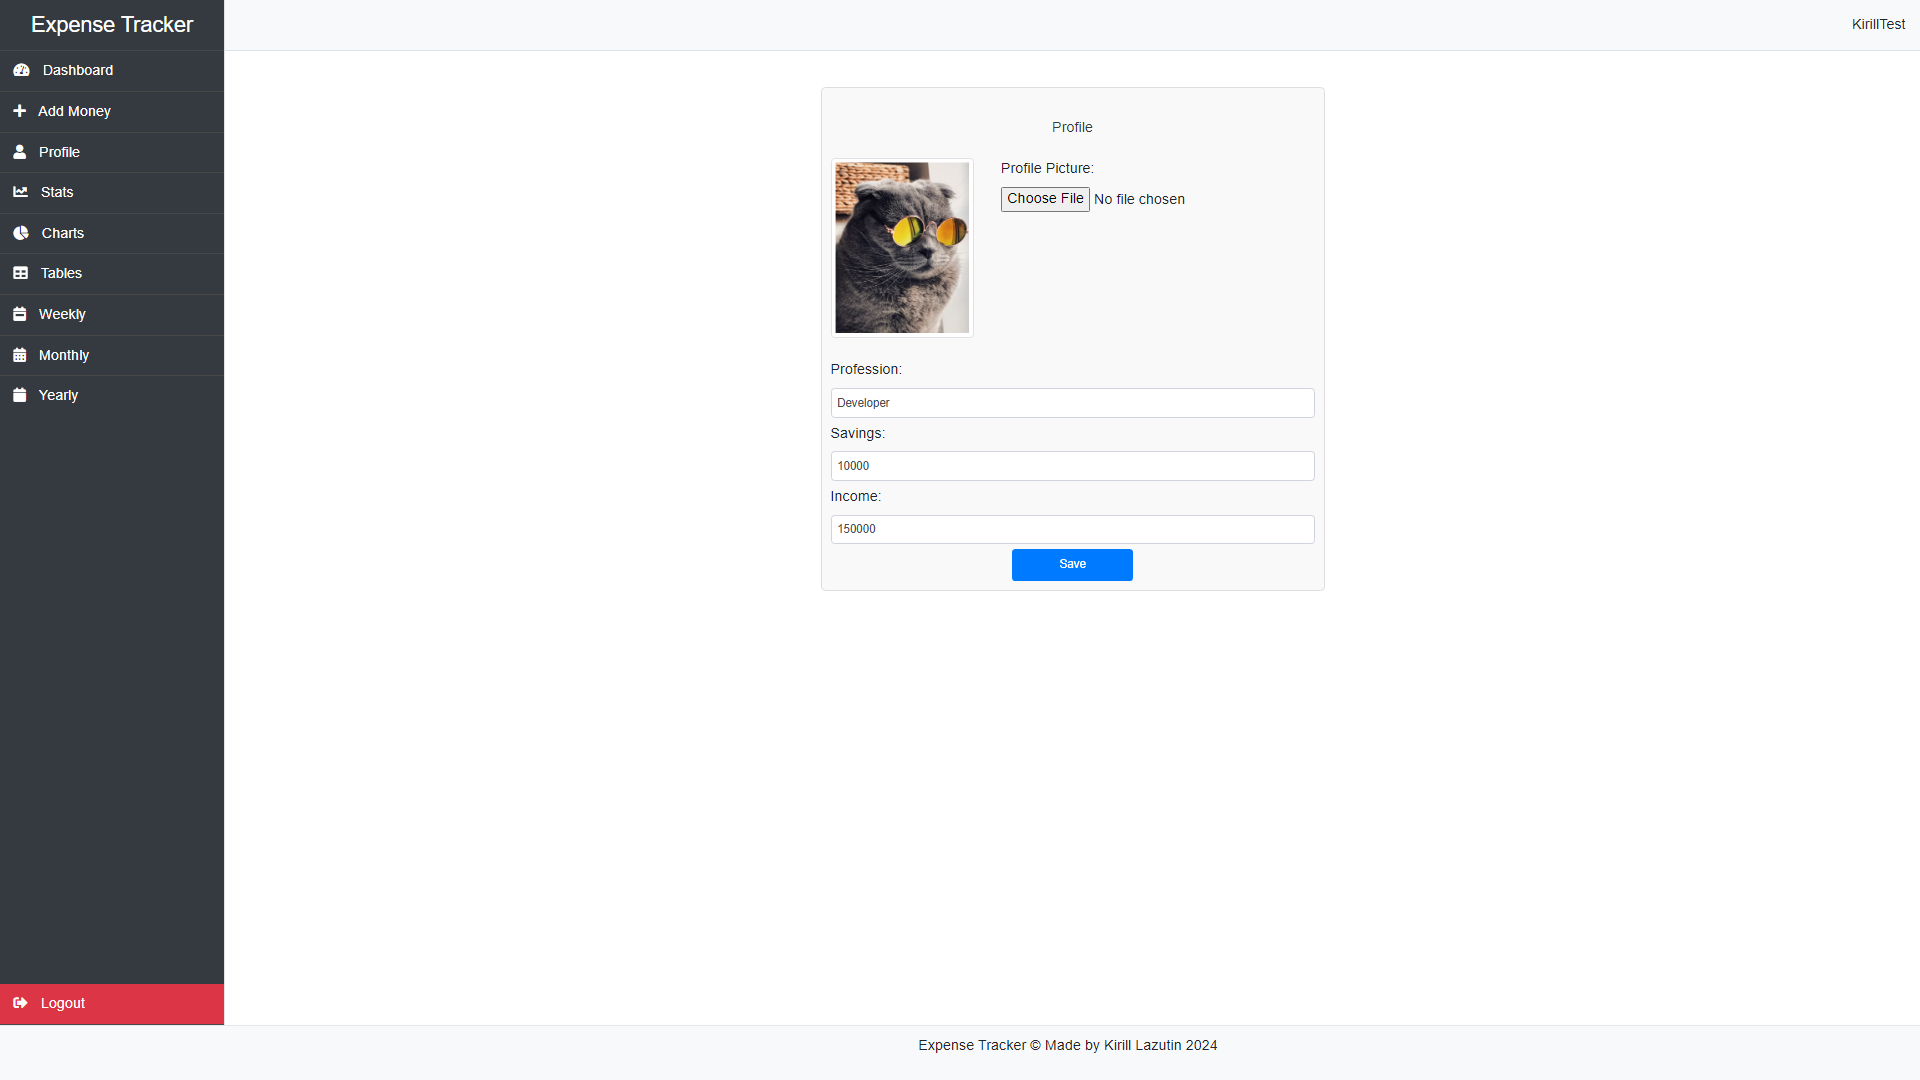 Expense Tracker
KirillTest
Dashboard
Add Money
Profile
Stats
Charts
Tables
Weekly
Monthly
Yearly
Logout
Profile
Profile Picture:
Choose File No file chosen
Profession:
Developer
Savings:
10000
Income:
150000
Save
Expense Tracker © Made by Kirill Lazutin 2024